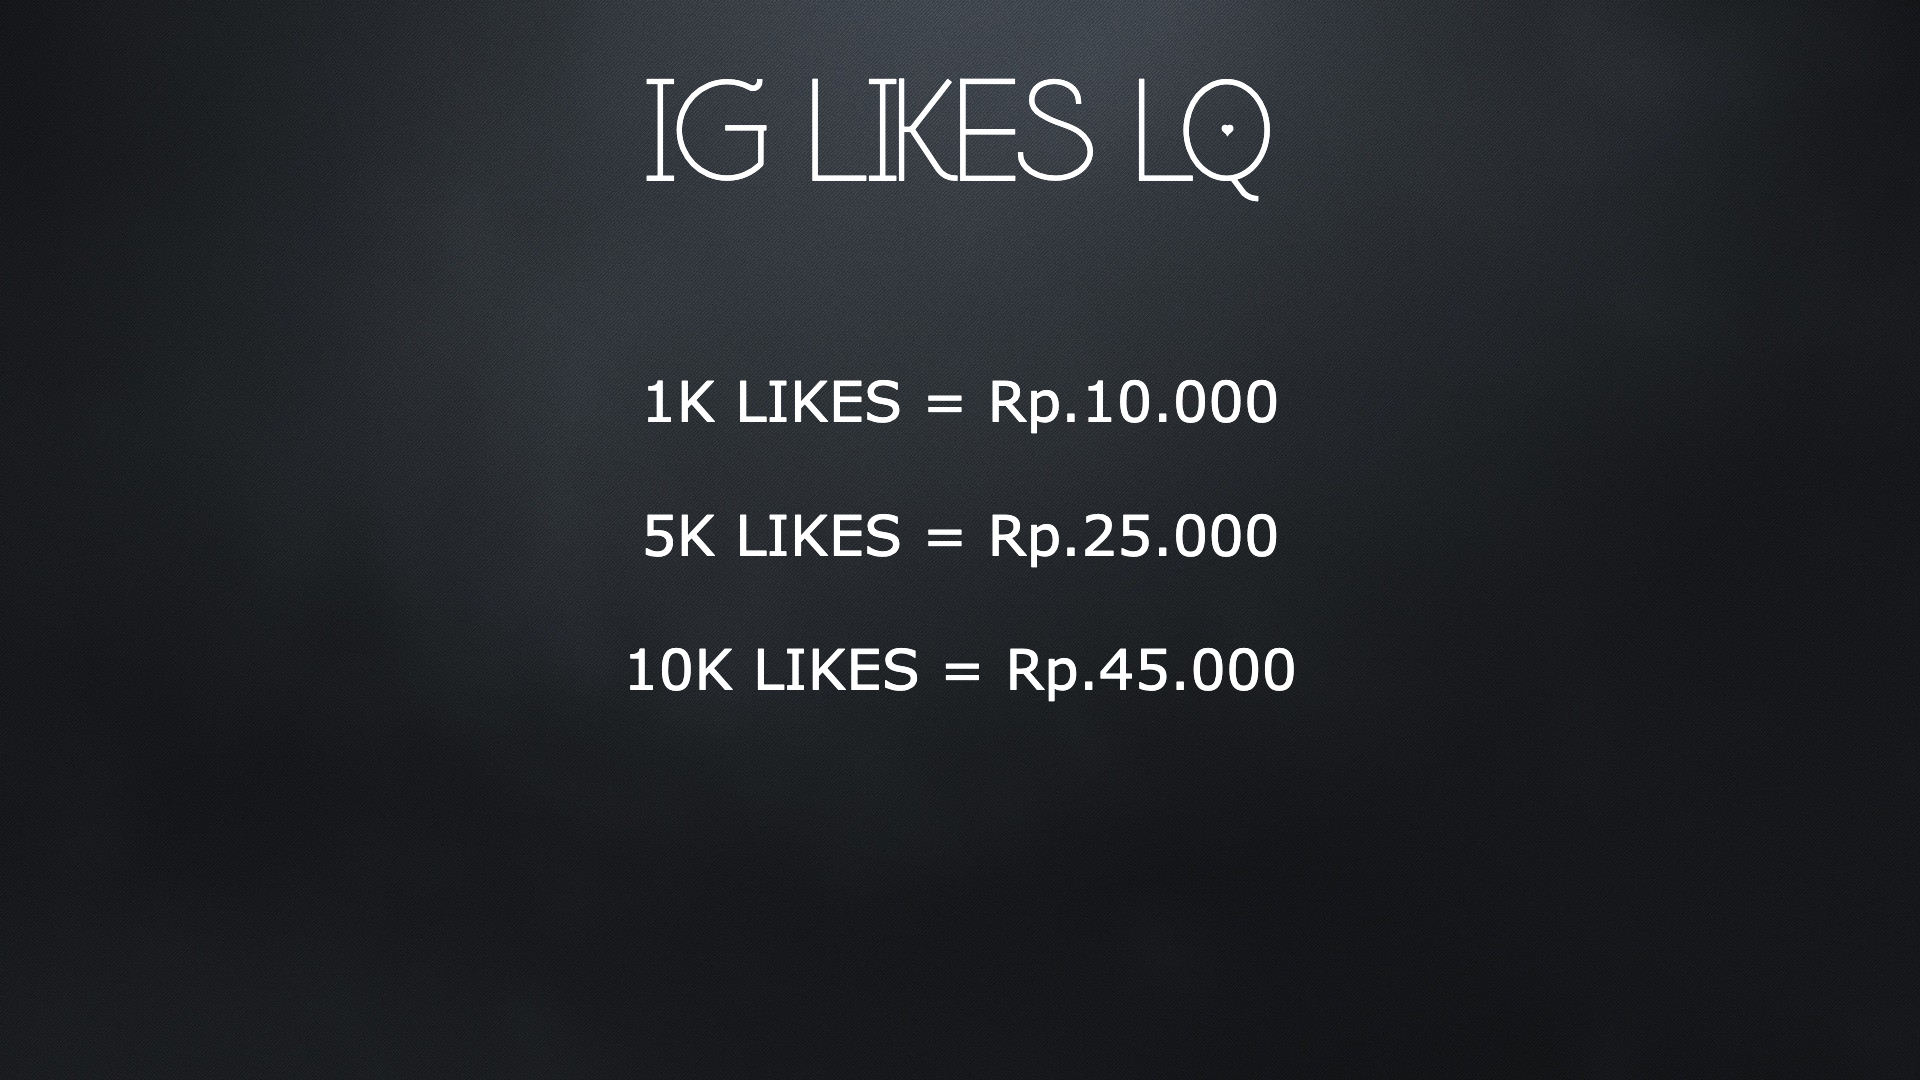 IG LIKES LQ
1K LIKES = Rp.10.000
5K LIKES = Rp.25.000
10K LIKES = Rp.45.000